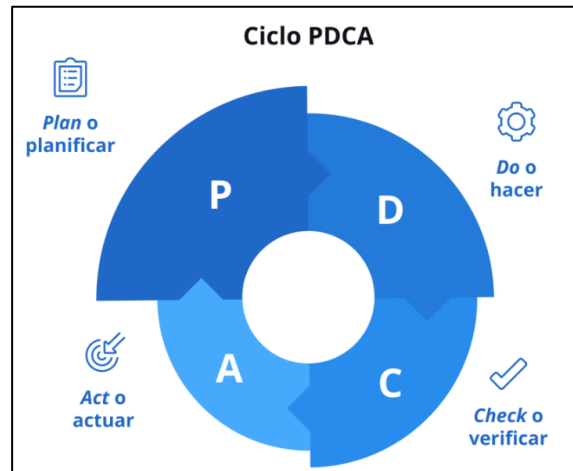 Ciclo PDCA
Plan o
planificar
P
D
Do o
hacer
A
C
Act o
actuar
Check o
verificar